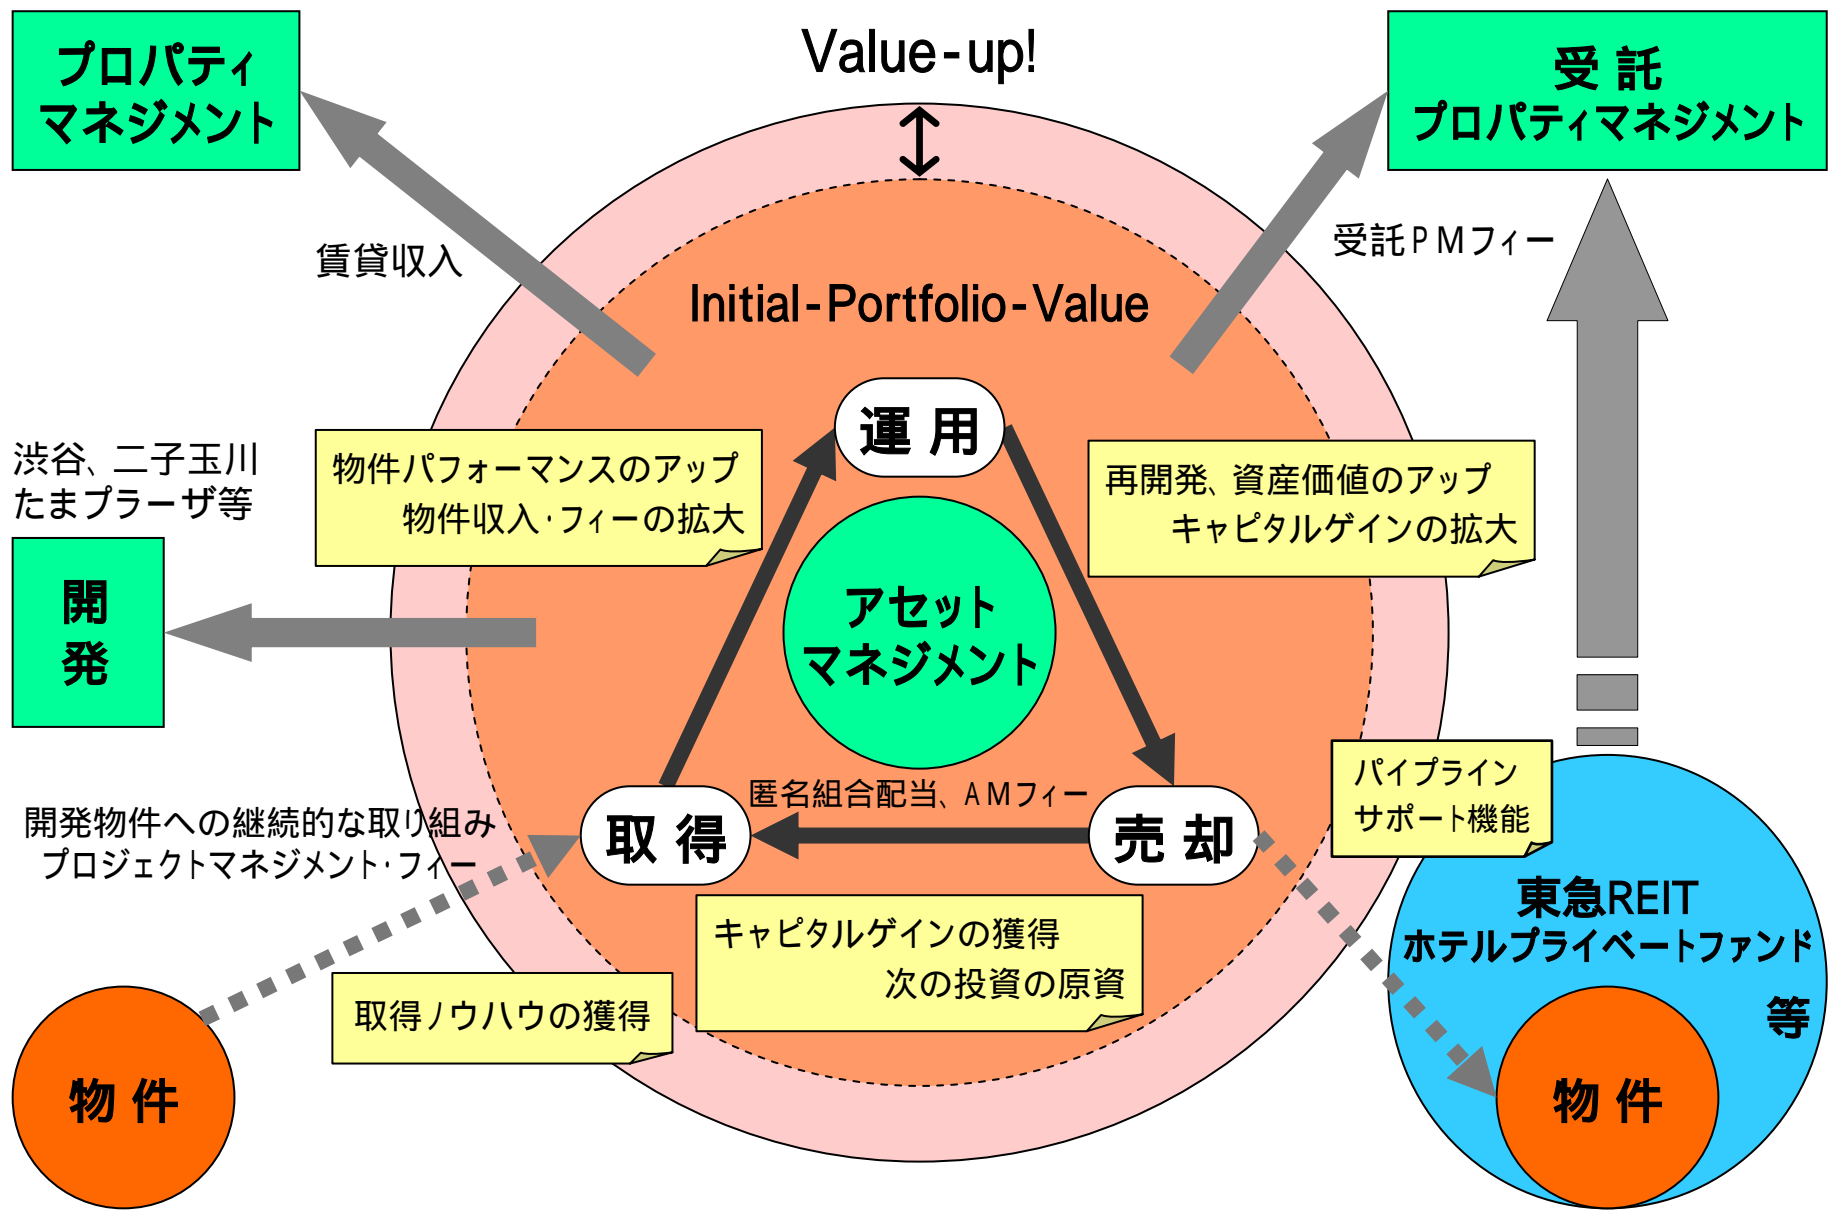 プロパティ
マネジメント
Value-up!
受託
プロパティマネジメント
賃貸収入
受託PMフィー
Initial-Portfolio-Value
運用
渋谷、二子玉川
たまプラーザ等
物件パフォーマンスのアップ
物件収入・フィーの拡大
再開発、資産価値のアップ
キャピタルゲインの拡大
開
発
アセット
マネジメント
パイプライン
サポート機能
匿名組合配当、AMフィー
開発物件への継続的な取り組み
プロジェクトマネジメント・フィー
取得
売却
東急REIT
ホテルプライベートファンド
等
キャピタルゲインの獲得
次の投資の原資
取得ノウハウの獲得
物件
物件